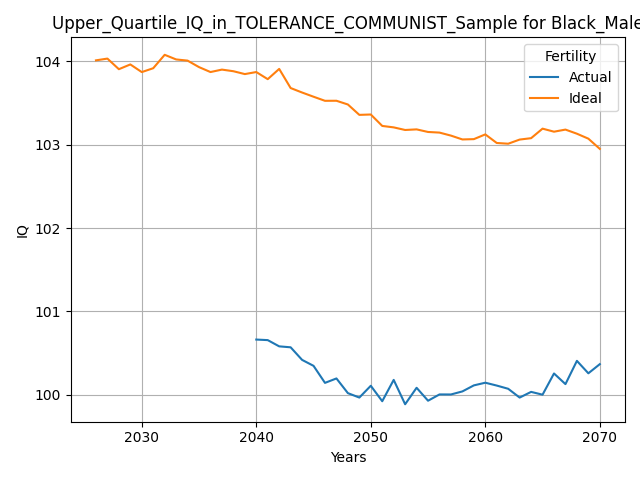 Upper_Quartile_IQ_in_TOLERANCE_COMMUNIST_Sample for Black_Male
Fertility
Actual
Ideal
104
103
102
101
100
IQ
2030 2040 2050 2060 2070
Years